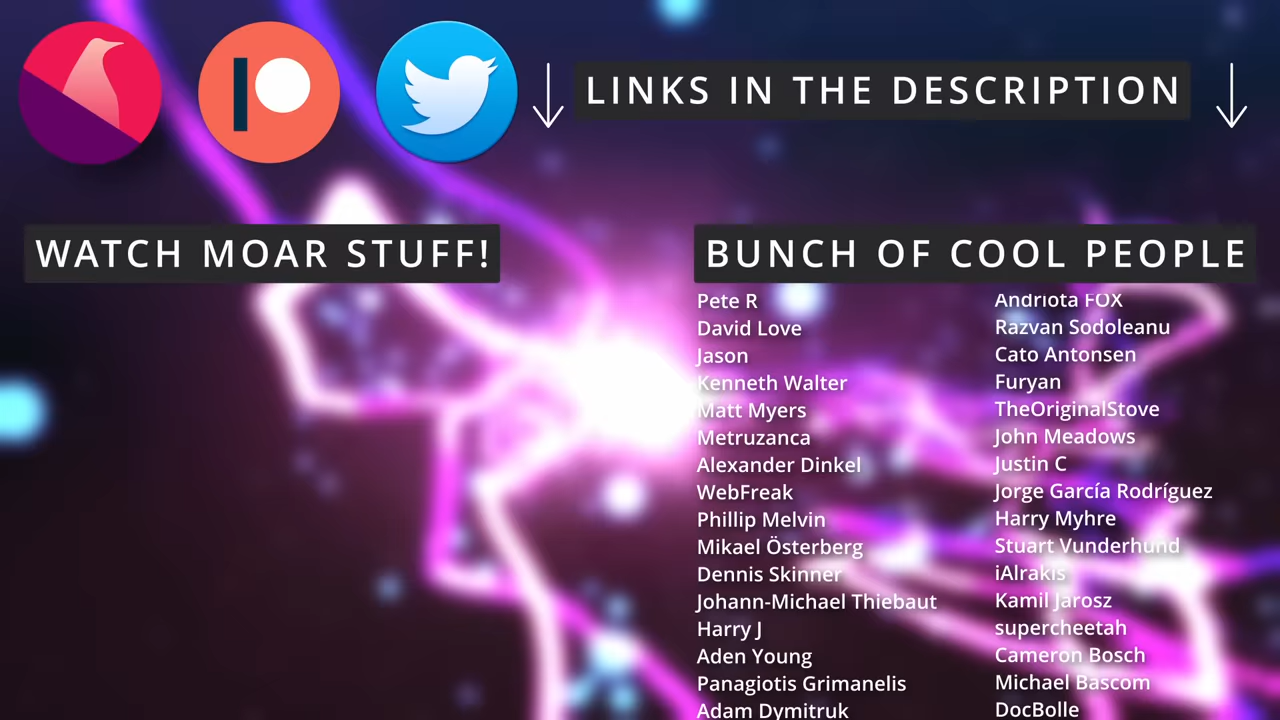 LINKS IN THE DESCRIPTION
WATCH MOAR STUFF!
BUNCH OF COOL PEOPLE
Pete R
David Love
Jason
Kenneth Walter
Matt Myers
Metruzanca
Alexander Dinkel
WebFreak
Phillip Melvin
Mikael Österberg
Dennis Skinner
Johann-Michael Thiebaut
Harry J
Aden Young
Panagiotis Grimanelis
Adam Dymitruk
Andriota FOX
Razvan Sodoleanu
Cato Antonsen
Furyan
TheOriginalStove
John Meadows
Justin C
Jorge García Rodríguez
Harry Myhre
Stuart Vunderhund
iAlrakis
Kamil Jarosz
supercheetah
Cameron Bosch
Michael Bascom
DocBolle